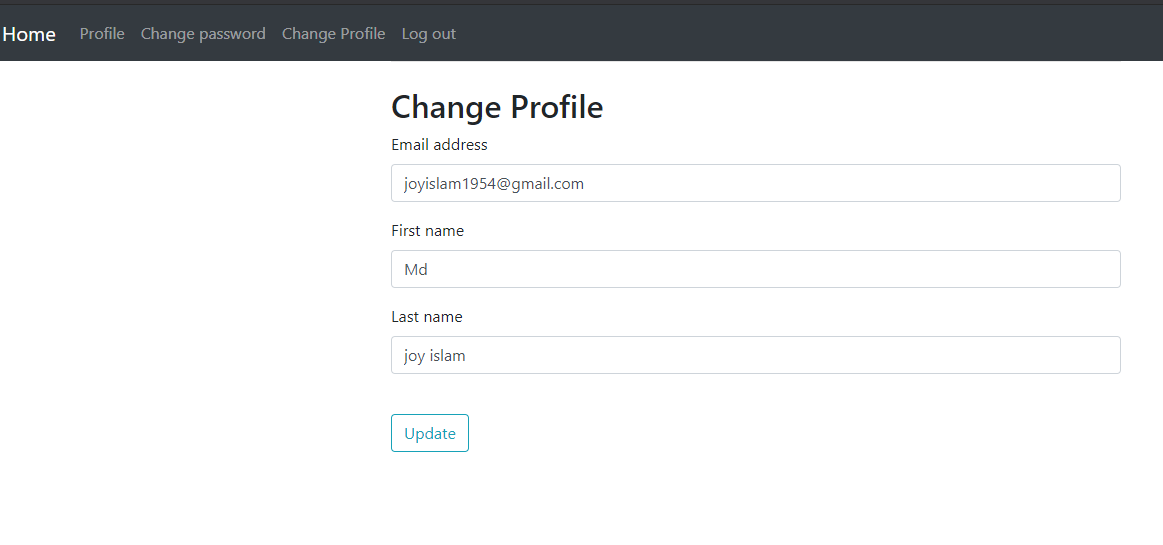 Home Profile Change password Change Profile Log out
Change Profile
Email address
joyislam1954@gmail.com
First name
Md
Last name
joy islam
Update